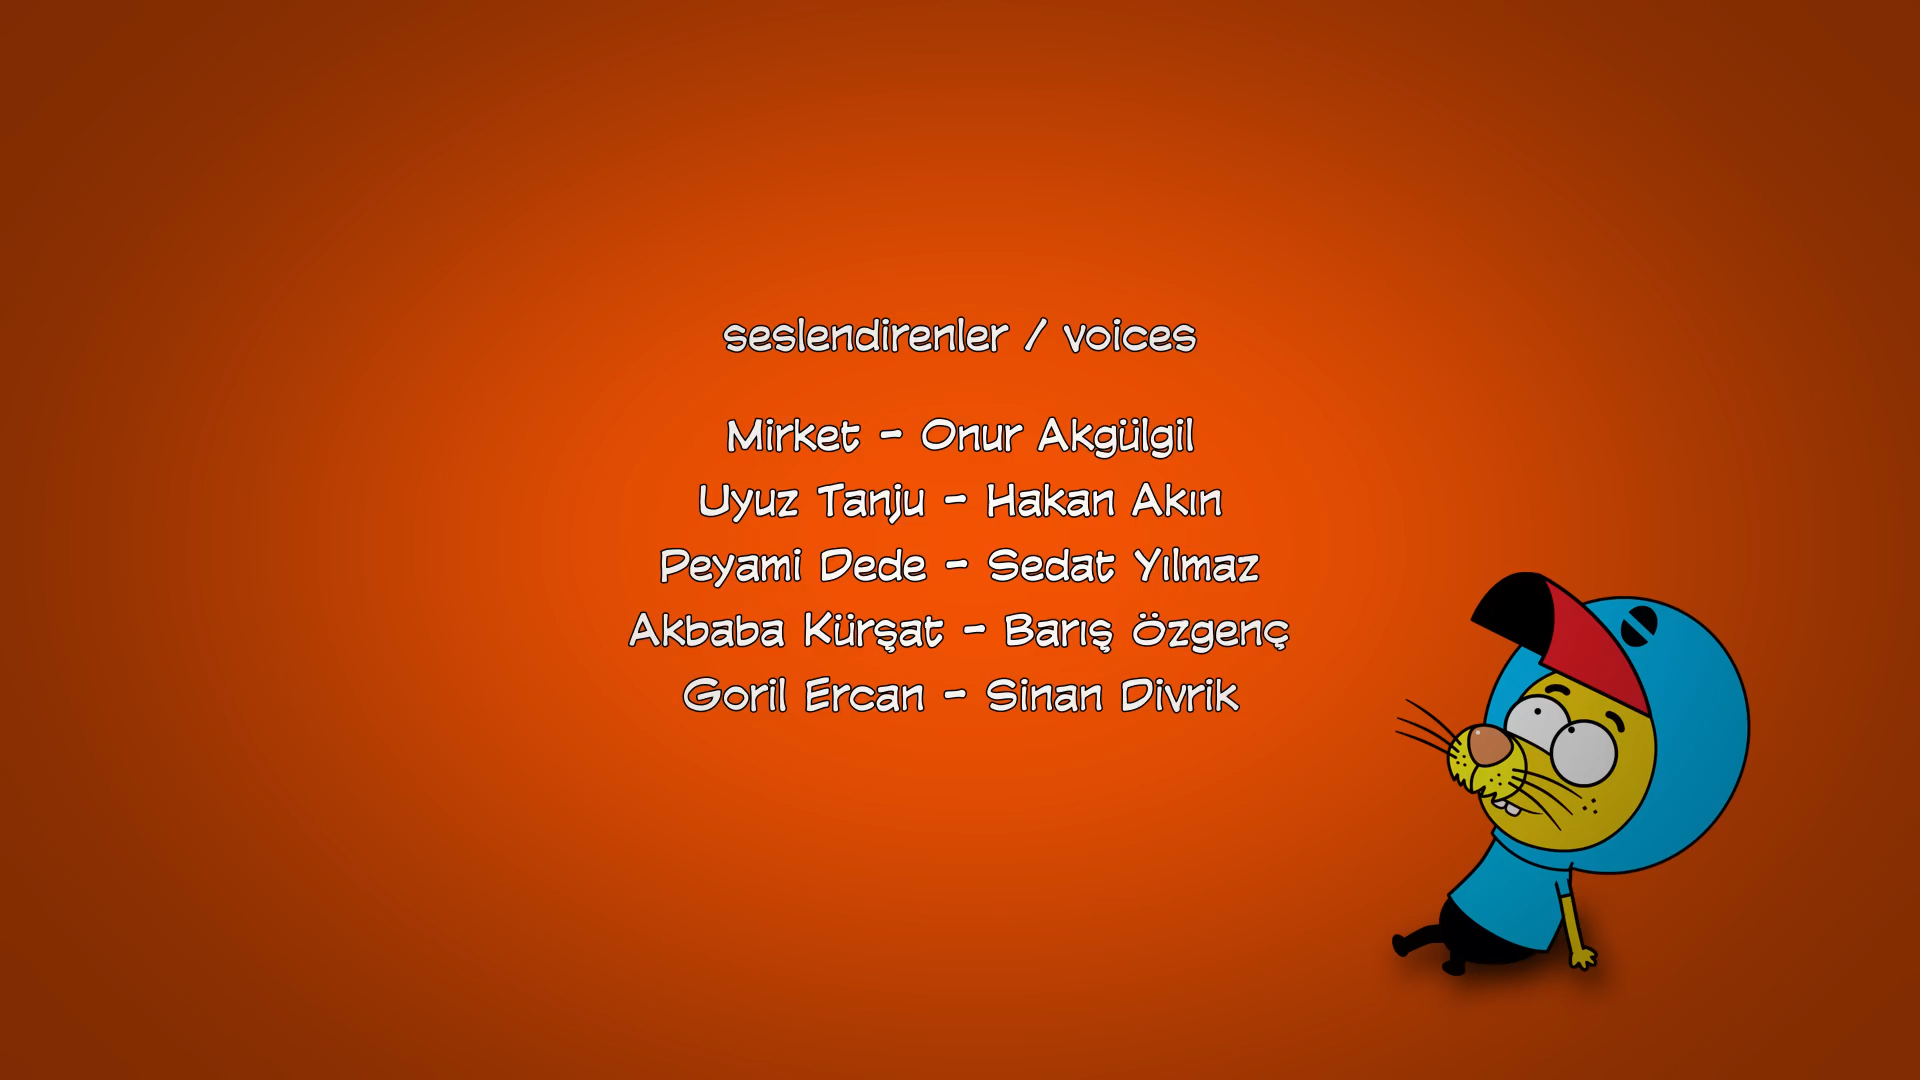 seslendirenler / voices
Mirket - Onur Akgülgil
Uyuz Tanju - Hakan Akın
Peyami Dede - Sedat Yılmaz
Akbaba Kürşat - Barış Özgenç
Goril Ercan - Sinan Divrik